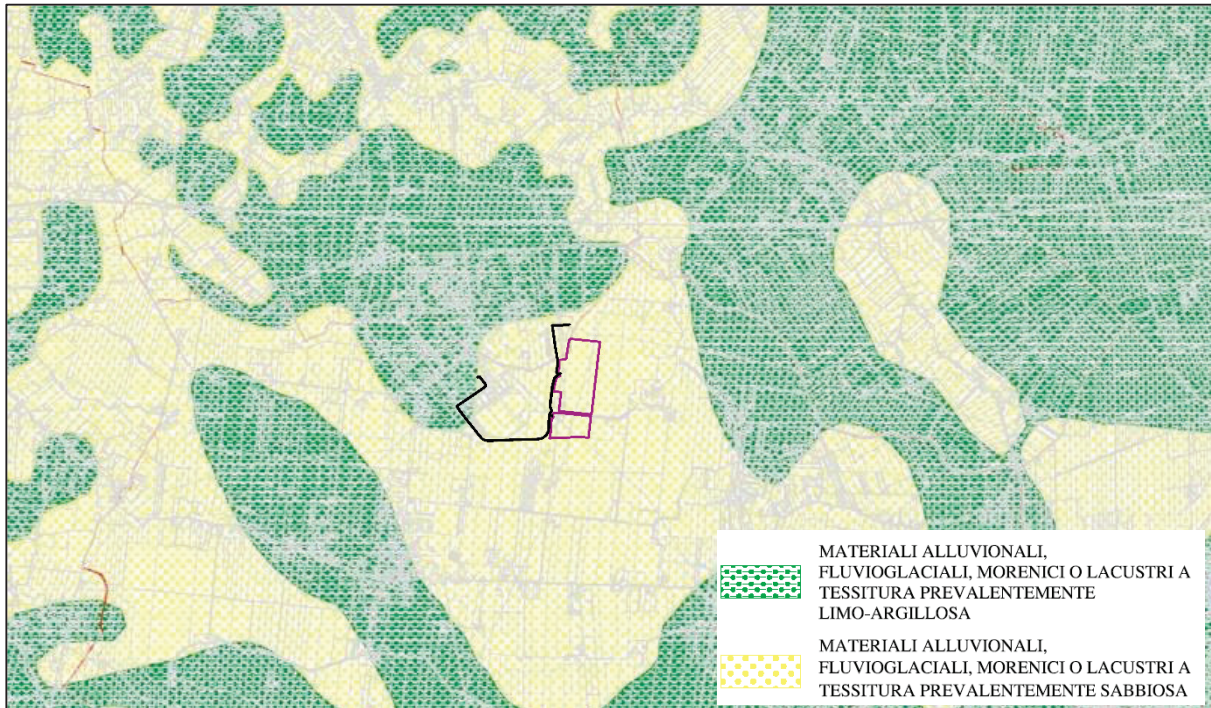 MATERIALI ALLUVIONALI,
FLUVIOGLACIALI, MORENICI O LACUSTRI A
TESSITURA PREVALENTEMENTE
LIMO-ARGILLOSA
MATERIALI ALLUVIONALI,
FLUVIOGLACIALI, MORENICI O LACUSTRI A
TESSITURA PREVALENTEMENTE SABBIOSA